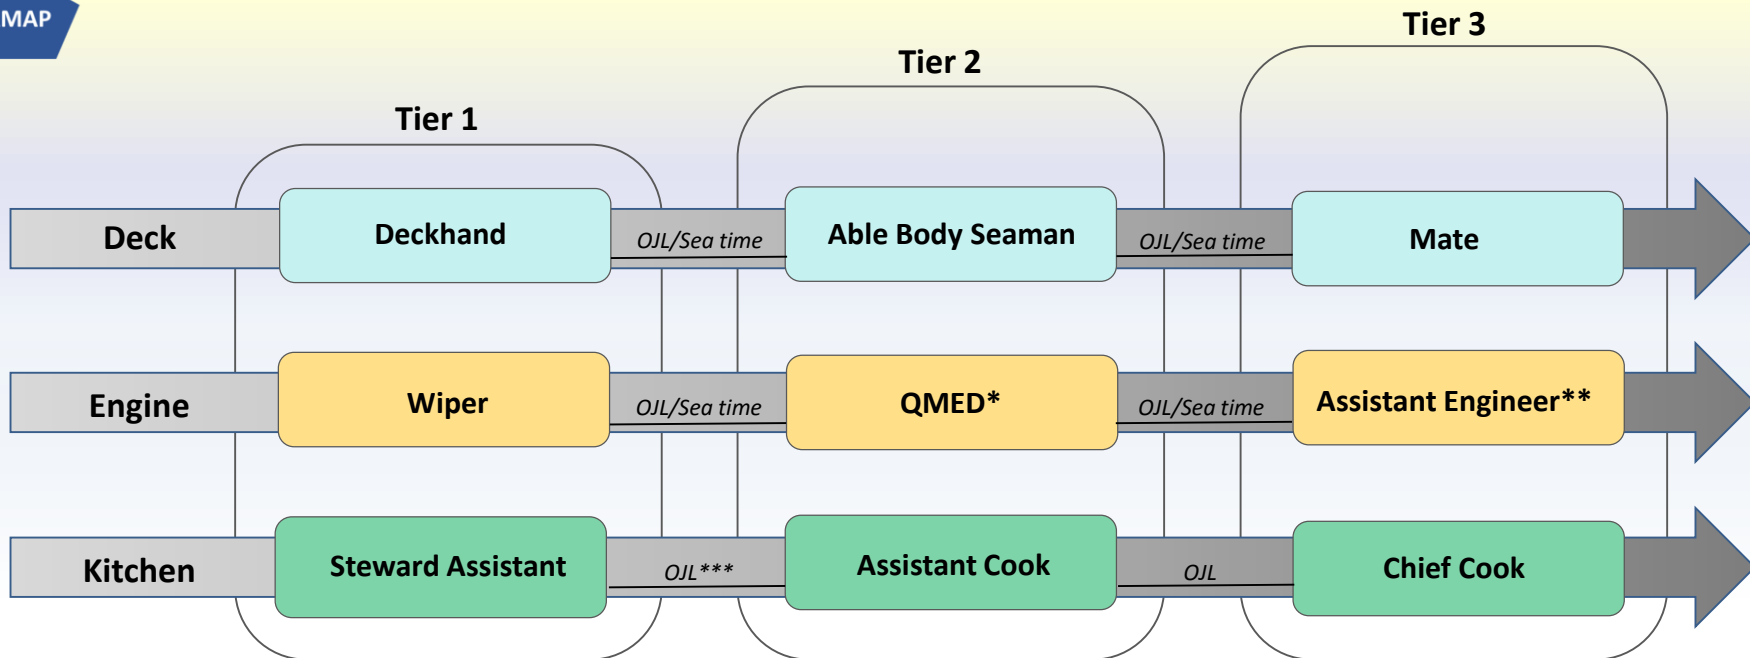 MAP
Tier 1
Tier 2
Tier 3
Deck
Deckhand
OJL/Sea time
Able Body Seaman
OJL/Sea time
Mate
Engine
Wiper
OJL/Sea time
QMED*
OJL/Sea time
Assistant Engineer**
Kitchen
Steward Assistant
OJL***
Assistant Cook
OJL
Chief Cook